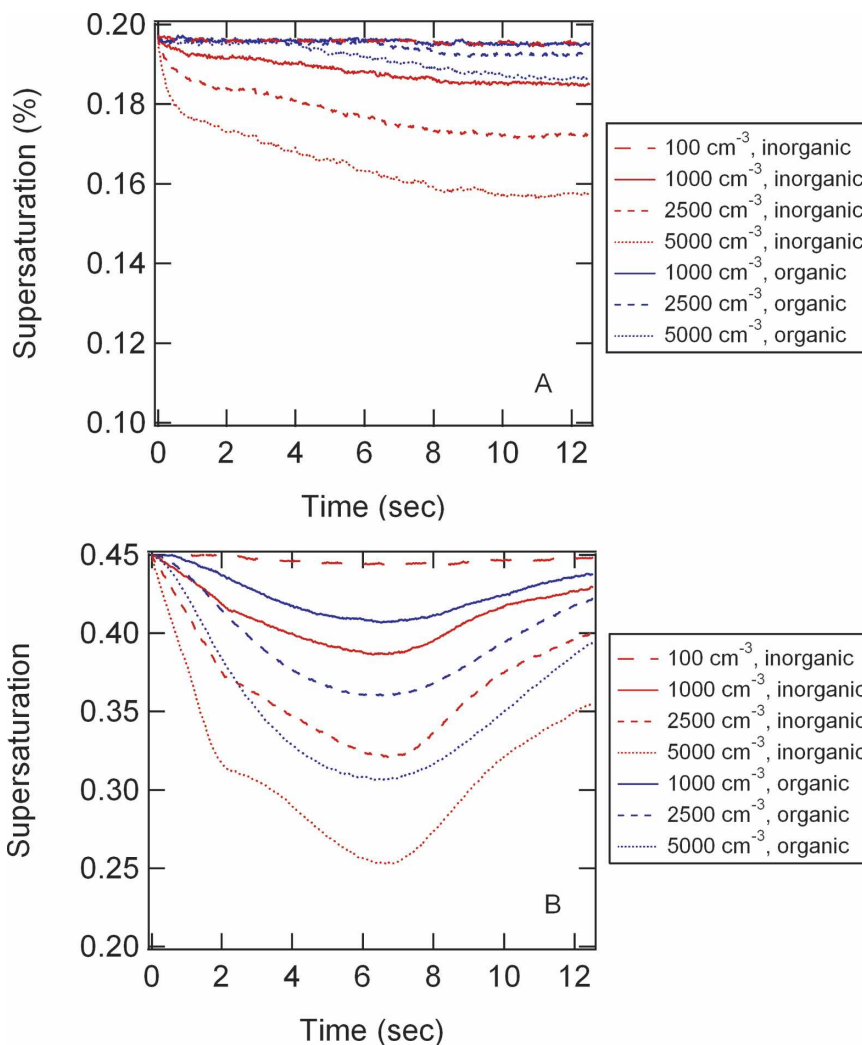 0.20
0.18
0.16
0.14
0.12
0.10
Supersaturation (%)
0 2 4 6 8 10 12
Time (sec)
A
100 cm-3, inorganic
1000 cm-3, inorganic
2500 cm-3, inorganic
5000 cm-3, inorganic
1000 cm-3, organic
2500 cm-3, organic
5000 cm-3, organic
0.45
0.40
0.35
0.30
0.25
0.20
Supersaturation
0 2 4 6 8 10 12
Time (sec)
B
100 cm-3, inorganic
1000 cm-3, inorganic
2500 cm-3, inorganic
5000 cm-3, inorganic
1000 cm-3, organic
2500 cm-3, organic
5000 cm-3, organic